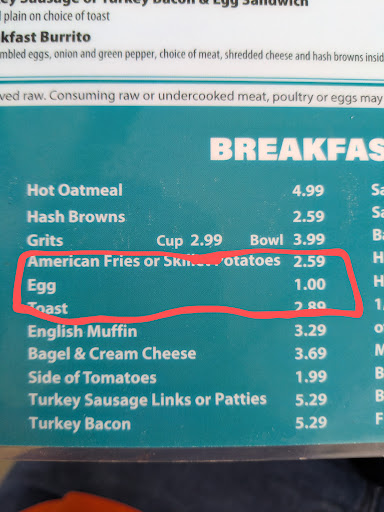 Turkey Bacon & Egg Sandwich
plain on choice of toast
kfast Burrito
mbled eggs, onion and green pepper, choice of meat, shredded cheese and hash browns insid
ved raw. Consuming raw or undercooked meat, poultry or eggs may
BREAKFAS
Hot Oatmeal 4.99 Sa
Hash Browns 2.59 Sa
Grits Cup 2.99 Bowl 3.99 Ba
American Fries or Skillet Potatoes 2.59 H
Egg 1.00 H
Toast 2.89 1/
English Muffin 3.29 o
Bagel & Cream Cheese 3.69 M
Side of Tomatoes 1.99 B
Turkey Sausage Links or Patties 5.29 P
Turkey Bacon 5.29 F